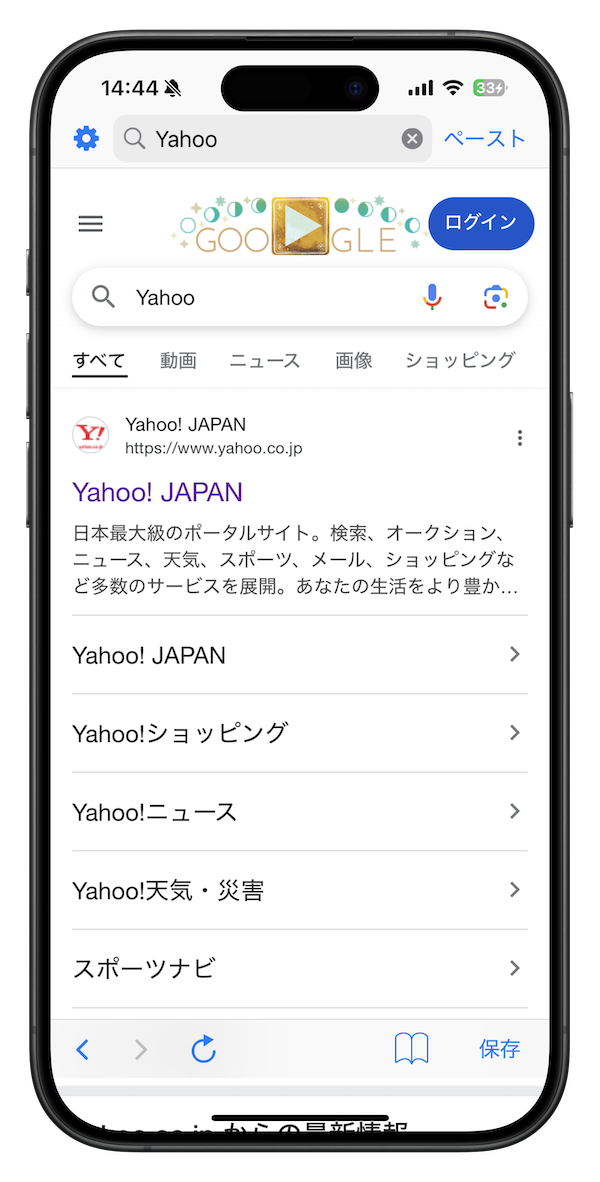 14:44
33
Yahoo
ペースト
GOOGLE
ログイン
Yahoo
すべて 動画 ニュース 画像 ショッピング
Y!
Yahoo! JAPAN
https://www.yahoo.co.jp
Yahoo! JAPAN
日本最大級のポータルサイト。検索、オークション、
ニュース、天気、スポーツ、メール、ショッピングな
ど多数のサービスを展開。あなたの生活をより豊か...
Yahoo! JAPAN
Yahoo!ショッピング
Yahoo!ニュース
Yahoo!天気・災害
スポーツナビ
保存
からの最新情報